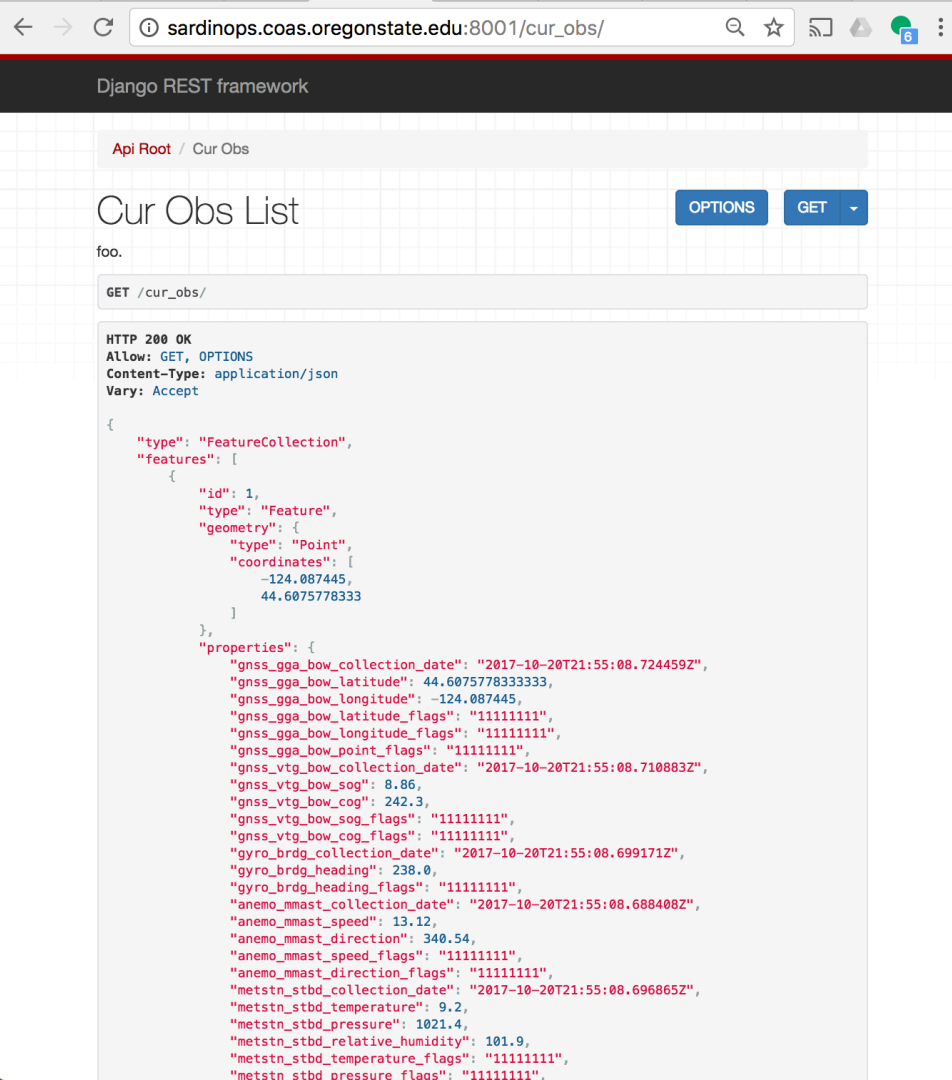 sardinops.coas.oregonstate.edu:8001/cur_obs/
6
Django REST framework
Api Root / Cur Obs
Cur Obs List
OPTIONS
GET
foo.
GET /cur_obs/
HTTP 200 OK
Allow: GET, OPTIONS
Content-Type: application/json
Vary: Accept
{
"type": "FeatureCollection",
"features": [
{
"id": 1,
"type": "Feature",
"geometry": {
"type": "Point",
"coordinates": [
-124.087445,
44.6075778333
]
},
"properties": {
"gnss_gga_bow_collection_date": "2017-10-20T21:55:08.724459Z",
"gnss_gga_bow_latitude": 44.6075778333333,
"gnss_gga_bow_longitude": -124.087445,
"gnss_gga_bow_latitude_flags": "11111111",
"gnss_gga_bow_longitude_flags": "11111111",
"gnss_gga_bow_point_flags": "11111111",
"gnss_vtg_bow_collection_date": "2017-10-20T21:55:08.710883Z",
"gnss_vtg_bow_sog": 8.86,
"gnss_vtg_bow_cog": 242.3,
"gnss_vtg_bow_sog_flags": "11111111",
"gnss_vtg_bow_cog_flags": "11111111",
"gyro_brdg_collection_date": "2017-10-20T21:55:08.699171Z",
"gyro_brdg_heading": 238.0,
"gyro_brdg_heading_flags": "11111111",
"anemo_mmast_collection_date": "2017-10-20T21:55:08.688408Z",
"anemo_mmast_speed": 13.12,
"anemo_mmast_direction": 340.54,
"anemo_mmast_speed_flags": "11111111",
"anemo_mmast_direction_flags": "11111111",
"metstn_stbd_collection_date": "2017-10-20T21:55:08.696865Z",
"metstn_stbd_temperature": 9.2,
"metstn_stbd_pressure": 1021.4,
"metstn_stbd_relative_humidity": 101.9,
"metstn_stbd_temperature_flags": "11111111",
"metstn_stbd_pressure_flags": "11111111",